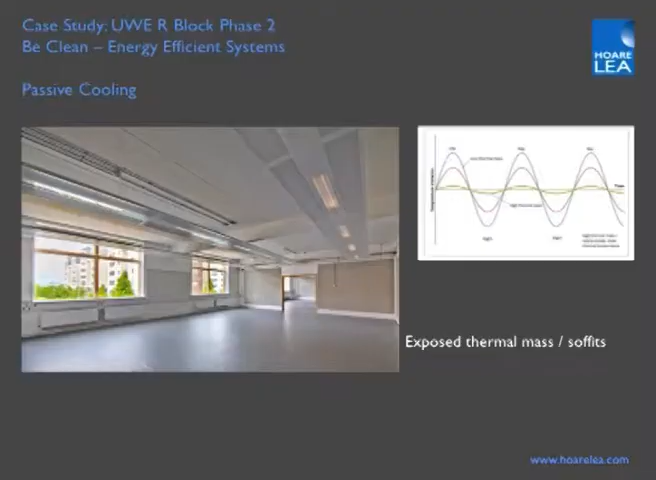 Case Study: UWE R Block Phase 2
Be Clean – Energy Efficient Systems
HOARE
LEA
Passive Cooling
Exposed thermal mass / soffits
www.hoarelea.com